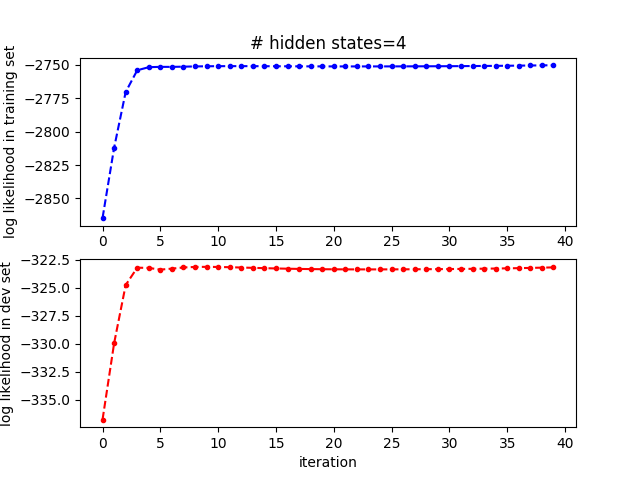 # hidden states=4
log likelihood in training set
−2750
−2775
−2800
−2825
−2850
0 5 10 15 20 25 30 35 40
log likelihood in dev set
−322.5
−325.0
−327.5
−330.0
−332.5
−335.0
0 5 10 15 20 25 30 35 40
iteration